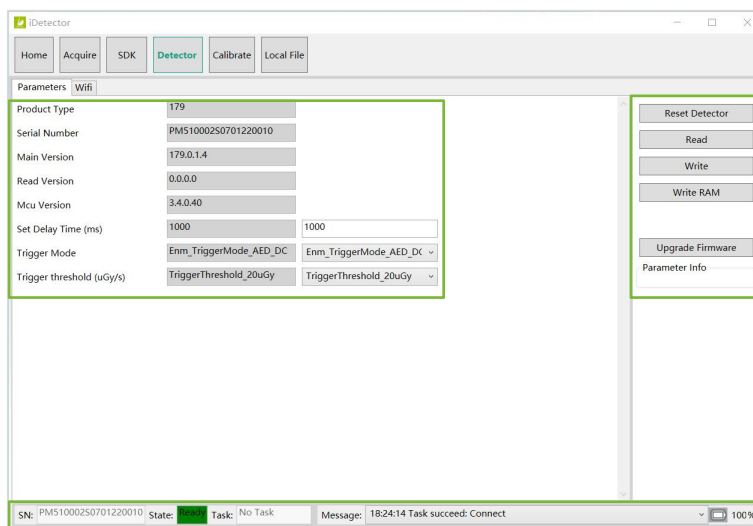 iDetector
Home Acquire SDK Detector Calibrate Local File
Parameters Wifi
Product Type 179
Serial Number PM510002S0701220010
Main Version 179.0.1.4
Read Version 0.0.0.0
Mcu Version 3.4.0.40
Set Delay Time (ms) 1000 1000
Trigger Mode Enm_TriggerMode_AED_DC Enm_TriggerMode_AED_DC
Trigger threshold (uGy/s) TriggerThreshold_20uGy TriggerThreshold_20uGy
Reset Detector
Read
Write
Write RAM
Upgrade Firmware
Parameter Info
SN: PM510002S0701220010 State: Ready Task: No Task Message: 18:24:14 Task succeed: Connect 100%